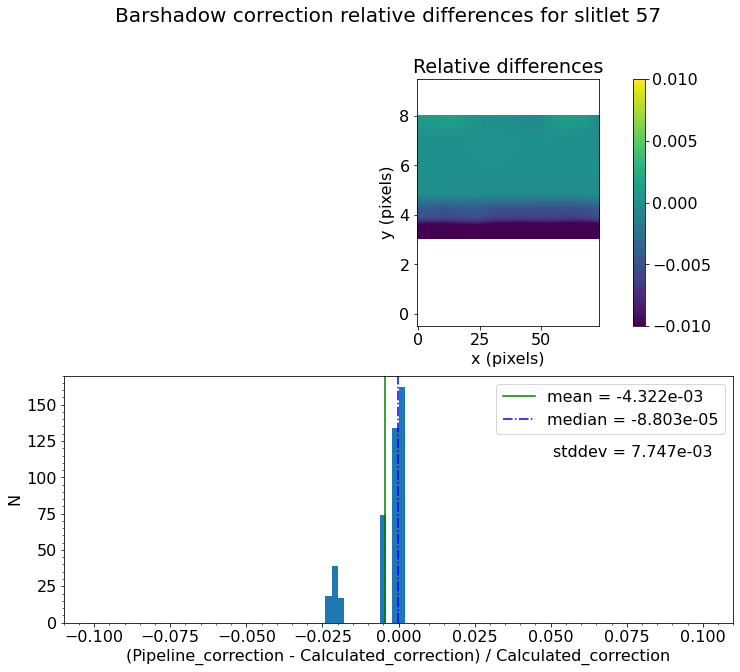 Barshadow correction relative differences for slitlet 57
Relative differences
8
6
4
2
0
y (pixels)
0 25 50
x (pixels)
0.010
0.005
0.000
−0.005
−0.010
150
125
100
75
50
25
0
N
mean = -4.322e-03
median = -8.803e-05
stddev = 7.747e-03
−0.100 −0.075 −0.050 −0.025 0.000 0.025 0.050 0.075 0.100
(Pipeline_correction - Calculated_correction) / Calculated_correction